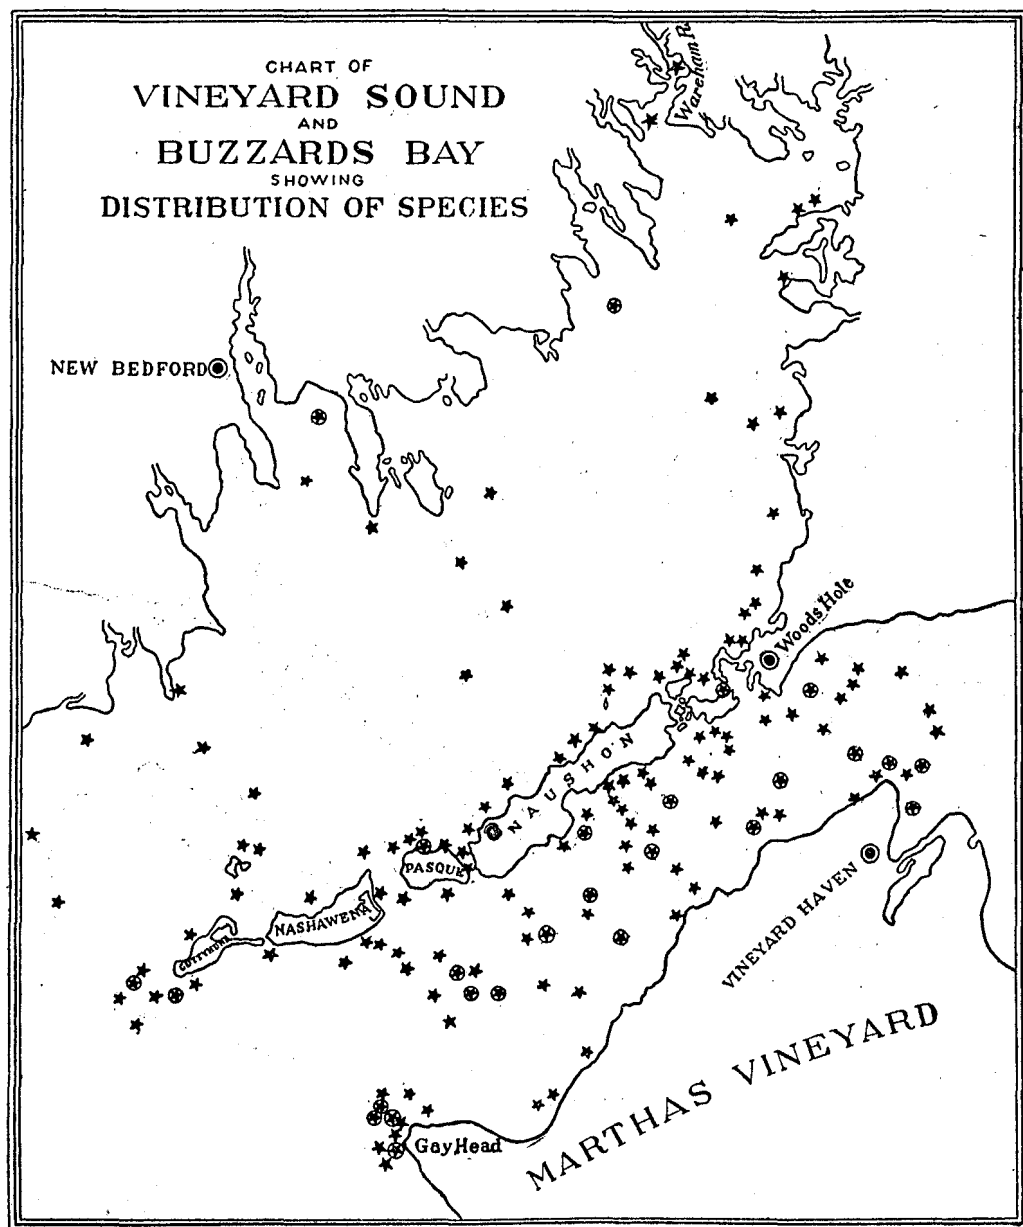 CHART OF
VINEYARD SOUND
AND
BUZZARDS BAY
SHOWING
DISTRIBUTION OF SPECIES
Wareham R.
NEW BEDFORD
Woods Hole
NAUSHON
PASQUE
NASHAWENA
CUTTYHUNK
VINEYARD HAVEN
MARTHAS VINEYARD
Gay Head